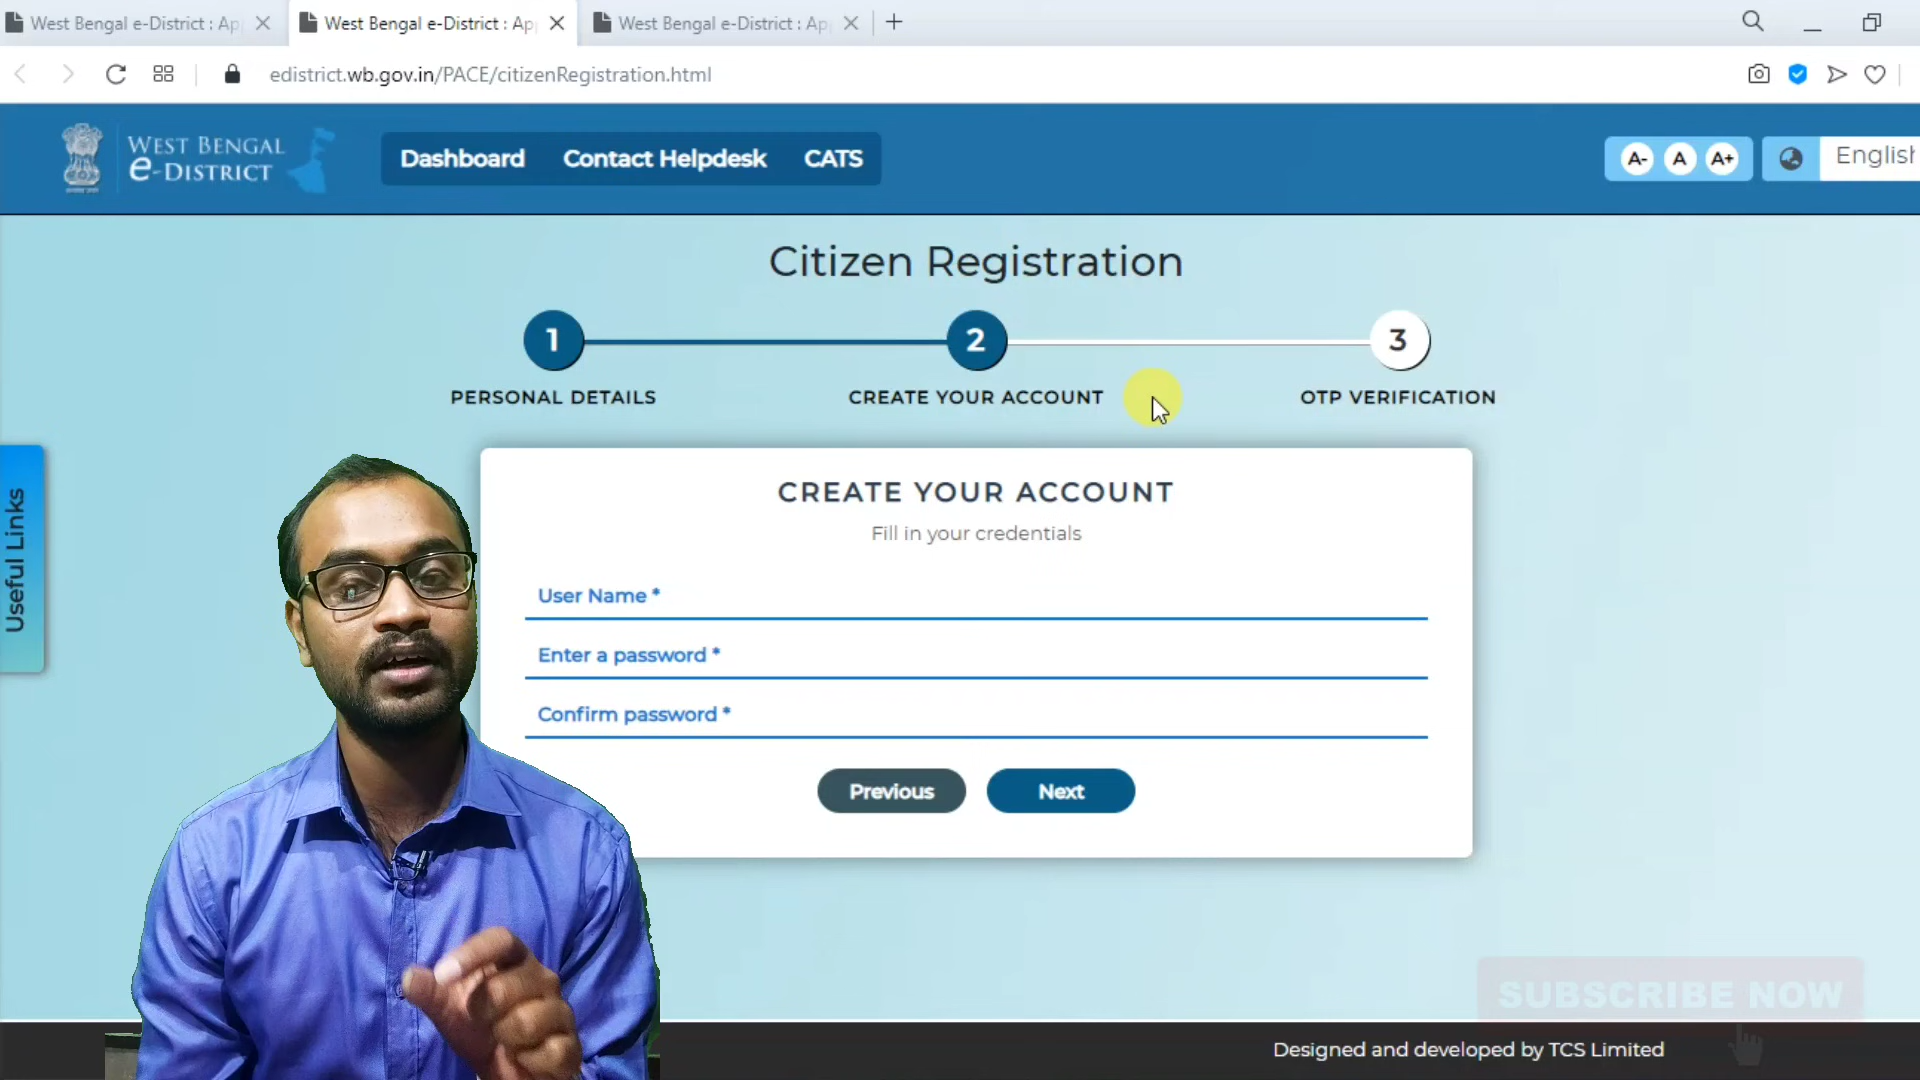 West Bengal e-District : Ap
West Bengal e-District : Ap
West Bengal e-District : Ap
edistrict.wb.gov.in/PACE/citizenRegistration.html
WEST BENGAL
e-DISTRICT
Dashboard
Contact Helpdesk
CATS
A-
A
A+
English
Citizen Registration
1
2
3
PERSONAL DETAILS
CREATE YOUR ACCOUNT
OTP VERIFICATION
Useful Links
CREATE YOUR ACCOUNT
Fill in your credentials
User Name *
Enter a password *
Confirm password *
Previous
Next
SUBSCRIBE NOW
Designed and developed by TCS Limited